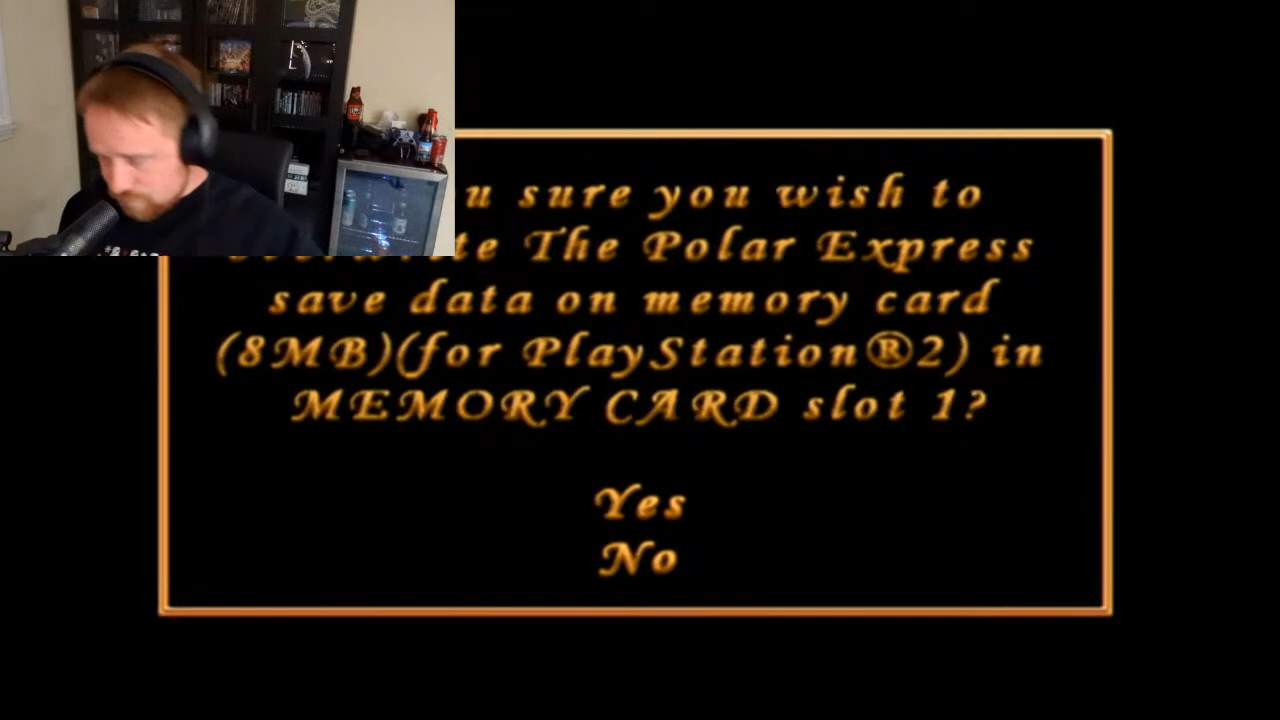 u sure you wish to
te The Polar Express
save data on memory card
(8MB)(for PlayStation®2) in
MEMORY CARD slot 1?
Yes
No